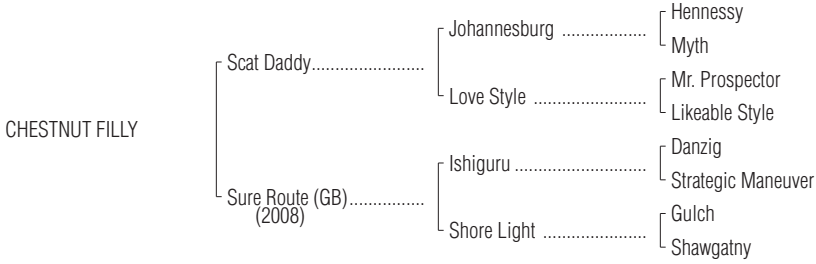 Hennessy
Johannesburg ..................
Myth
Scat Daddy........................
Mr. Prospector
Love Style ........................
Likeable Style
CHESTNUT FILLY
Danzig
Ishiguru ............................
Strategic Maneuver
Sure Route (GB)................
(2008)
Gulch
Shore Light ......................
Shawgatny